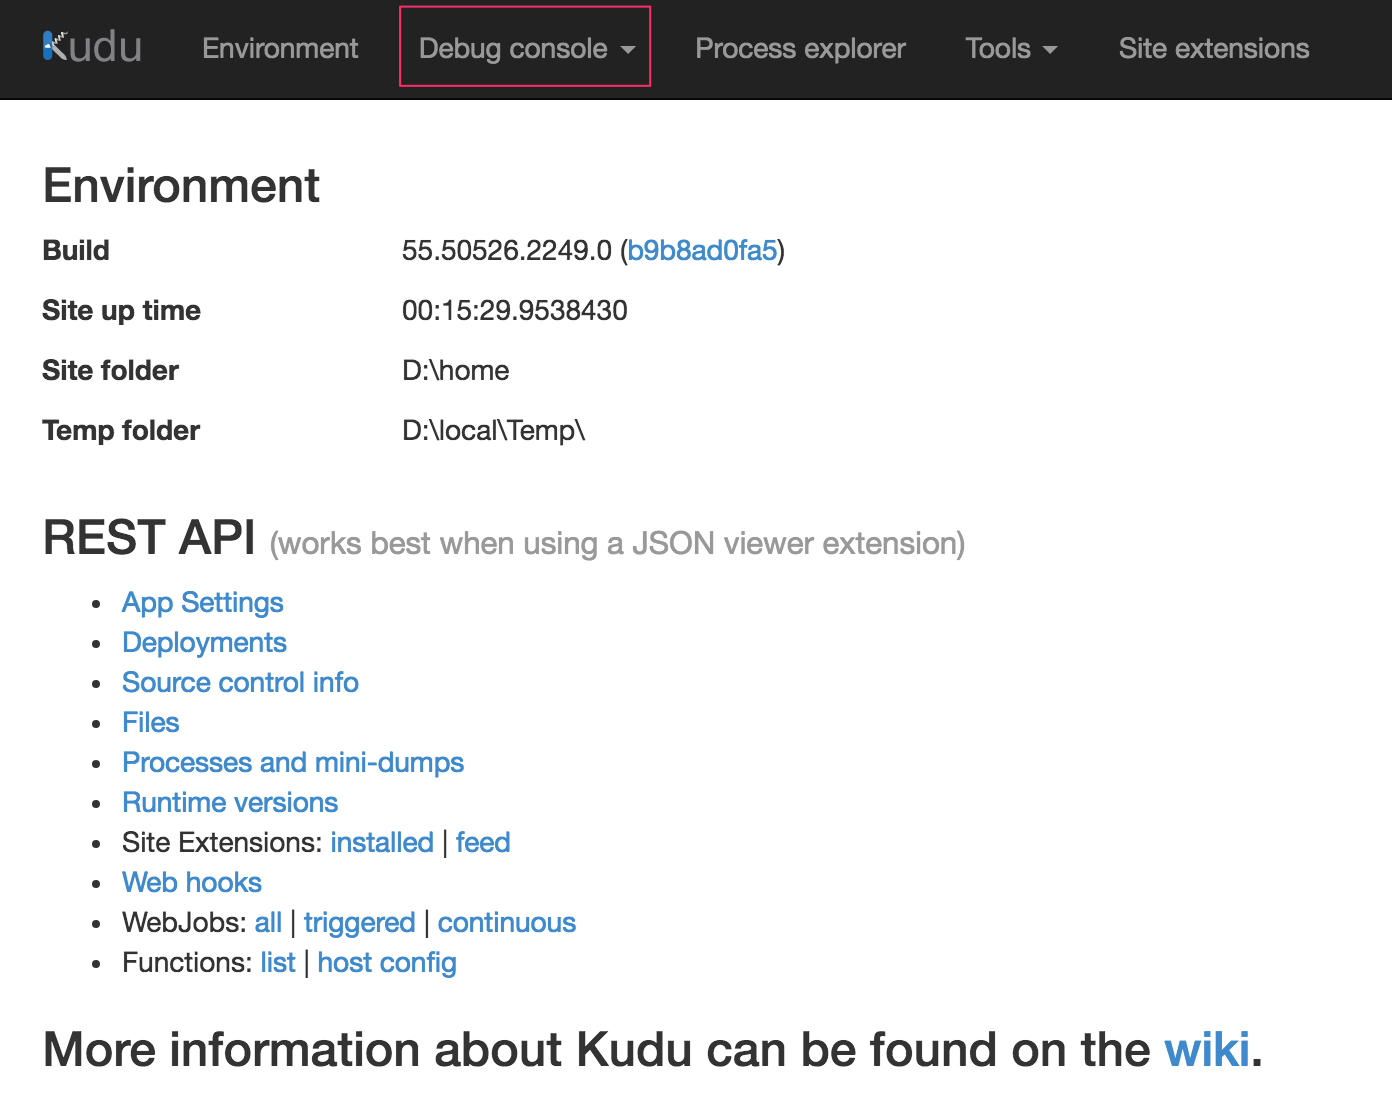 Kudu Environment Debug console Process explorer Tools Site extensions
Environment
Build 55.50526.2249.0 (b9b8ad0fa5)
Site up time 00:15:29.9538430
Site folder D:\home
Temp folder D:\local\Temp\
REST API (works best when using a JSON viewer extension)
• App Settings
• Deployments
• Source control info
• Files
• Processes and mini-dumps
• Runtime versions
• Site Extensions: installed | feed
• Web hooks
• WebJobs: all | triggered | continuous
• Functions: list | host config
More information about Kudu can be found on the wiki.